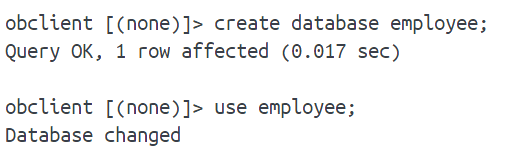 obclient [(none)]> create database employee;
Query OK, 1 row affected (0.017 sec)
obclient [(none)]> use employee;
Database changed